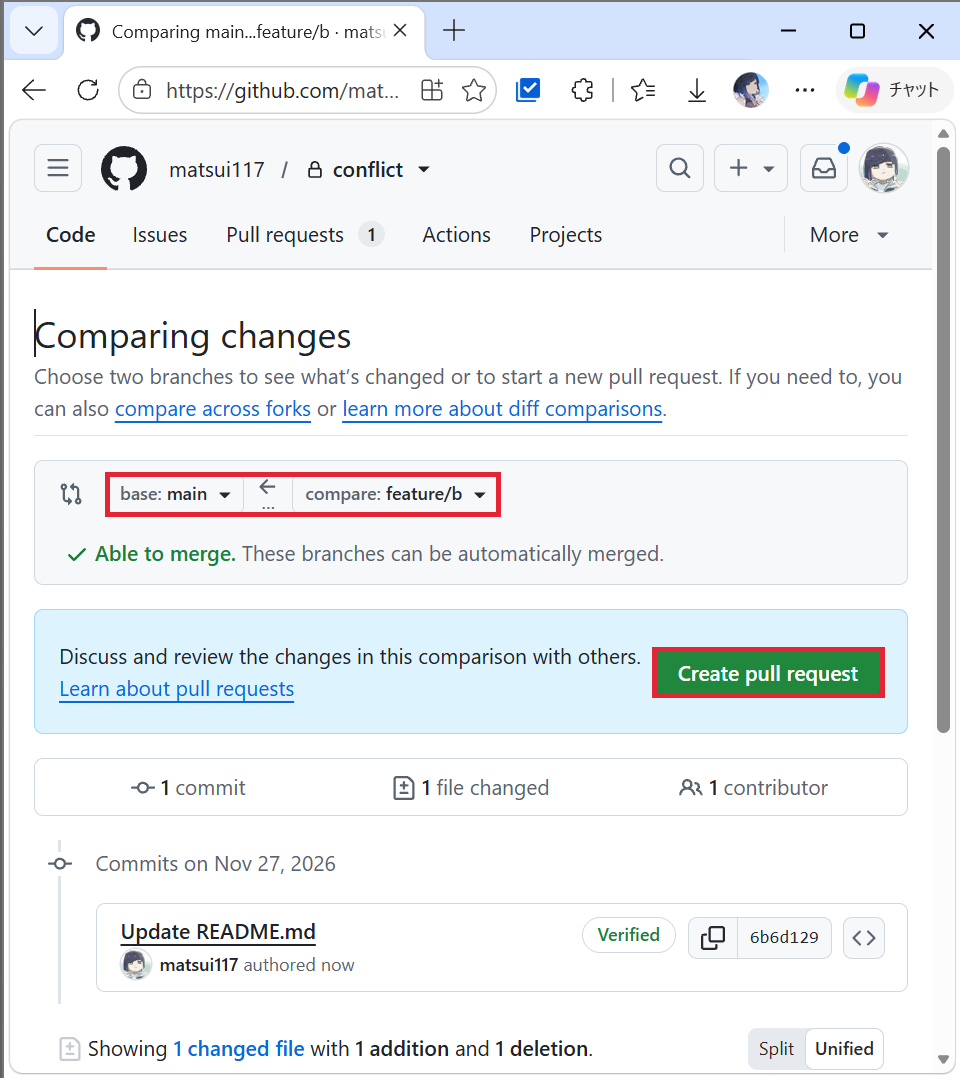 Comparing main...feature/b · mats
https://github.com/mat...
チャット
matsui117 / conflict
Code Issues Pull requests 1 Actions Projects More
Comparing changes
Choose two branches to see what's changed or to start a new pull request. If you need to, you
can also compare across forks or learn more about diff comparisons.
base: main ... compare: feature/b
Able to merge. These branches can be automatically merged.
Discuss and review the changes in this comparison with others.
Learn about pull requests
Create pull request
1 commit 1 file changed 1 contributor
Commits on Nov 27, 2026
Update README.md
Verified 6b6d129
matsui117 authored now
Showing 1 changed file with 1 addition and 1 deletion.
Split Unified